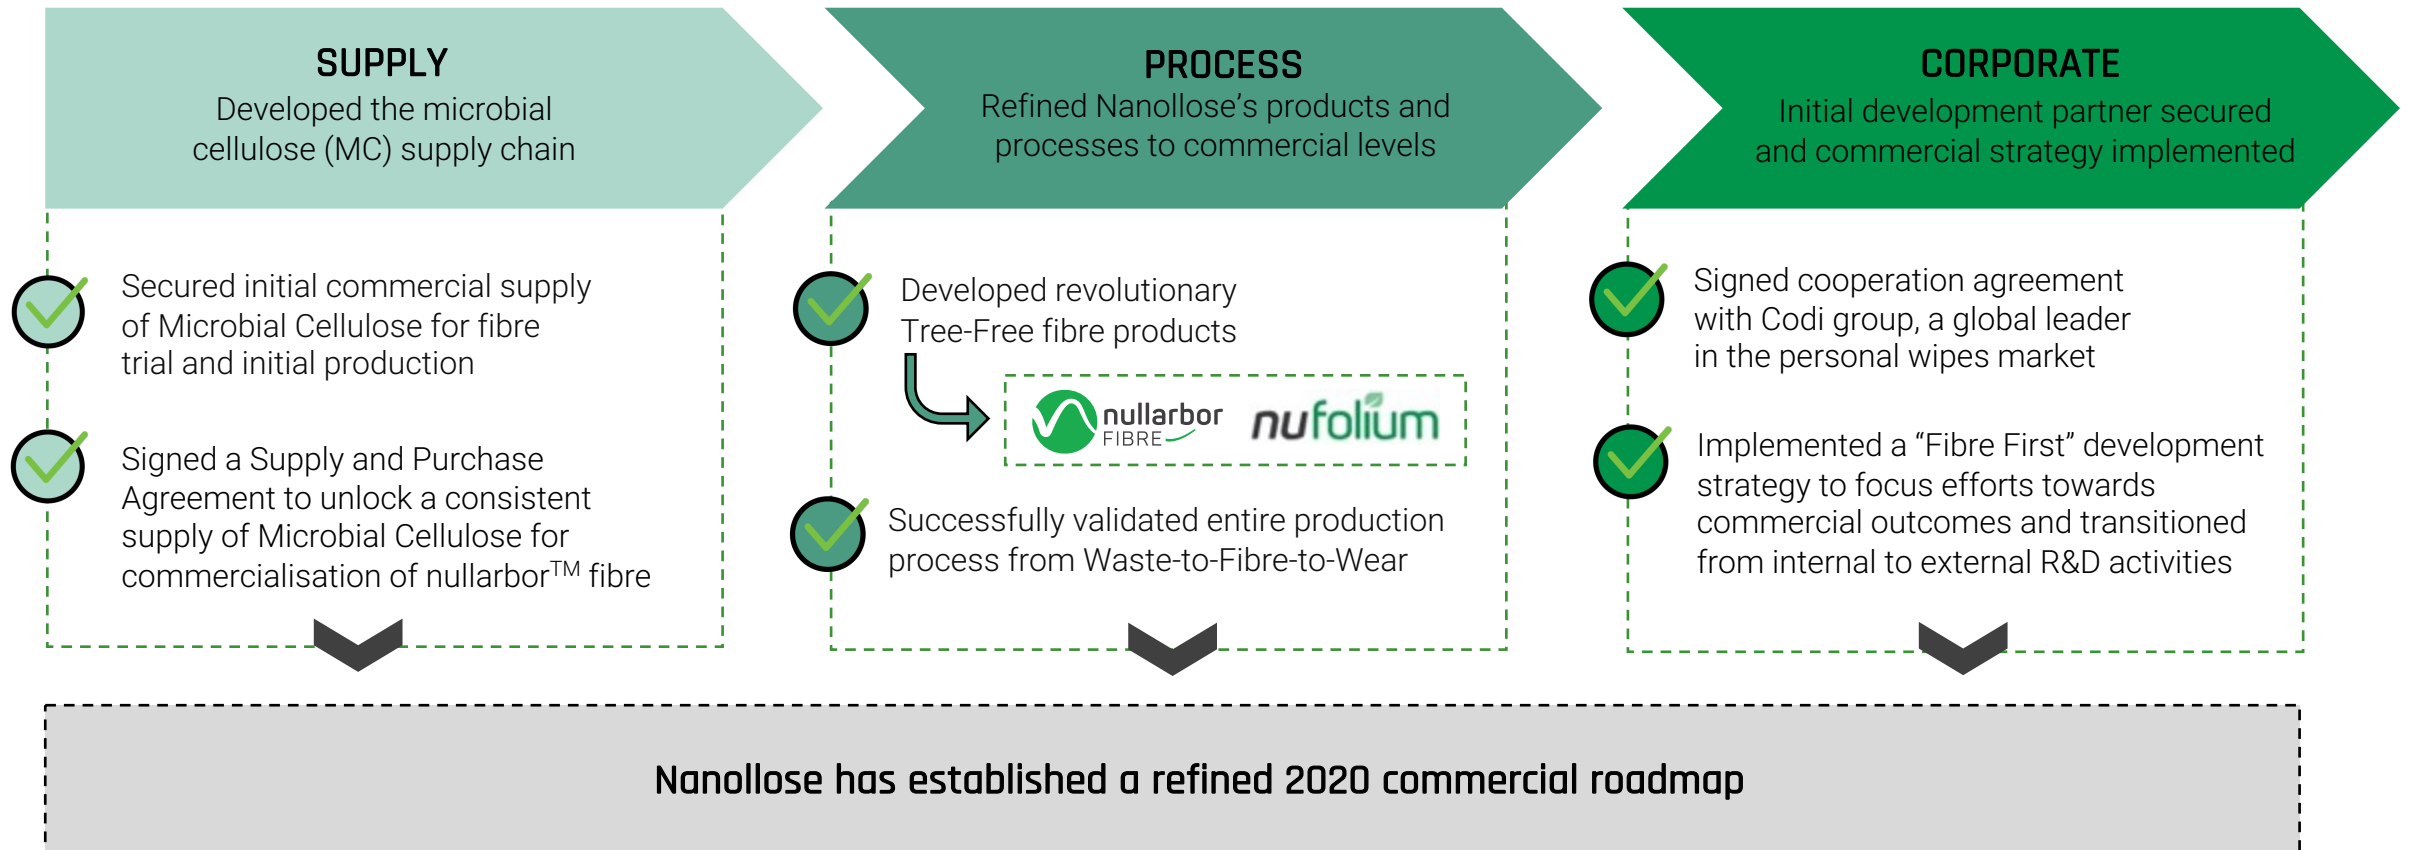 SUPPLY
Developed the microbial
cellulose (MC) supply chain
Secured initial commercial supply
of Microbial Cellulose for fibre
trial and initial production
Signed a Supply and Purchase
Agreement to unlock a consistent
supply of Microbial Cellulose for
commercialisation of nullarbor™ fibre
PROCESS
Refined Nanollose’s products and
processes to commercial levels
Developed revolutionary
Tree-Free fibre products
nullarbor
FIBRE
nufolium
Successfully validated entire production
process from Waste-to-Fibre-to-Wear
CORPORATE
Initial development partner secured
and commercial strategy implemented
Signed cooperation agreement
with Codi group, a global leader
in the personal wipes market
Implemented a “Fibre First” development
strategy to focus efforts towards
commercial outcomes and transitioned
from internal to external R&D activities
Nanollose has established a refined 2020 commercial roadmap